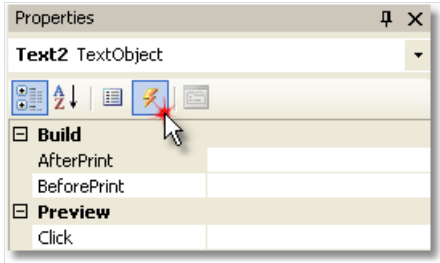 Properties
Text2 TextObject
Build
AfterPrint
BeforePrint
Preview
Click